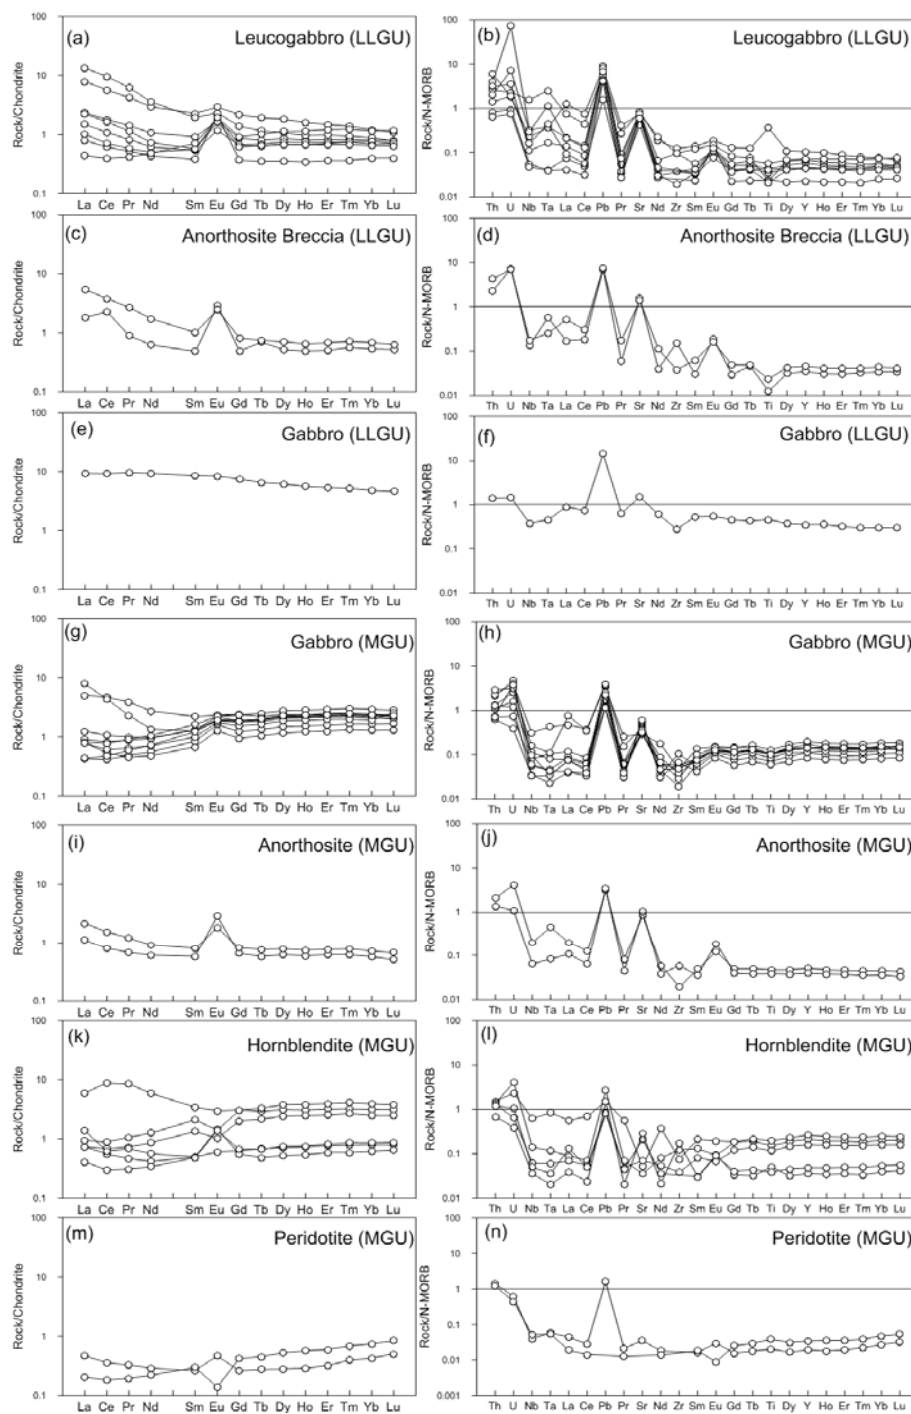 (a) Leucogabbro (LLGU)
Rock/Chondrite
100
10
1
0.1
La Ce Pr Nd Sm Eu Gd Tb Dy Ho Er Tm Yb Lu
(b) Leucogabbro (LLGU)
Rock/N-MORB
100
10
1
0.1
0.01
Th U Nb Ta La Ce Pb Pr Sr Nd Zr Sm Eu Gd Tb Ti Dy Y Ho Er Tm Yb Lu
(c) Anorthosite Breccia (LLGU)
Rock/Chondrite
100
10
1
0.1
La Ce Pr Nd Sm Eu Gd Tb Dy Ho Er Tm Yb Lu
(d) Anorthosite Breccia (LLGU)
Rock/N-MORB
100
10
1
0.1
0.01
Th U Nb Ta La Ce Pb Pr Sr Nd Zr Sm Eu Gd Tb Ti Dy Y Ho Er Tm Yb Lu
(e) Gabbro (LLGU)
Rock/Chondrite
100
10
1
0.1
La Ce Pr Nd Sm Eu Gd Tb Dy Ho Er Tm Yb Lu
(f) Gabbro (LLGU)
Rock/N-MORB
100
10
1
0.1
0.01
Th U Nb Ta La Ce Pb Pr Sr Nd Zr Sm Eu Gd Tb Ti Dy Y Ho Er Tm Yb Lu
(g) Gabbro (MGU)
Rock/Chondrite
100
10
1
0.1
La Ce Pr Nd Sm Eu Gd Tb Dy Ho Er Tm Yb Lu
(h) Gabbro (MGU)
Rock/N-MORB
100
10
1
0.1
0.01
Th U Nb Ta La Ce Pb Pr Sr Nd Zr Sm Eu Gd Tb Ti Dy Y Ho Er Tm Yb Lu
(i) Anorthosite (MGU)
Rock/Chondrite
100
10
1
0.1
La Ce Pr Nd Sm Eu Gd Tb Dy Ho Er Tm Yb Lu
(j) Anorthosite (MGU)
Rock/N-MORB
100
10
1
0.1
0.01
Th U Nb Ta La Ce Pb Pr Sr Nd Zr Sm Eu Gd Tb Ti Dy Y Ho Er Tm Yb Lu
(k) Hornblendite (MGU)
Rock/Chondrite
100
10
1
0.1
La Ce Pr Nd Sm Eu Gd Tb Dy Ho Er Tm Yb Lu
(l) Hornblendite (MGU)
Rock/N-MORB
100
10
1
0.1
0.01
Th U Nb Ta La Ce Pb Pr Sr Nd Zr Sm Eu Gd Tb Ti Dy Y Ho Er Tm Yb Lu
(m) Peridotite (MGU)
Rock/Chondrite
100
10
1
0.1
La Ce Pr Nd Sm Eu Gd Tb Dy Ho Er Tm Yb Lu
(n) Peridotite (MGU)
Rock/N-MORB
100
10
1
0.1
0.01
0.001
Th U Nb Ta La Ce Pb Pr Sr Nd Zr Sm Eu Gd Tb Ti Dy Y Ho Er Tm Yb Lu